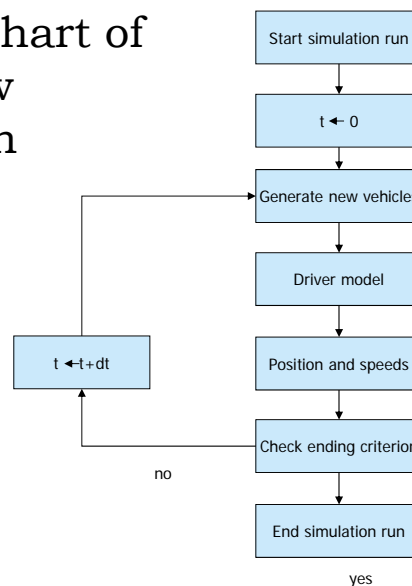 hart of
Start simulation run
t ← 0
Generate new vehicle
Driver model
t ← t+dt
Position and speeds
Check ending criterion
no
End simulation run
yes